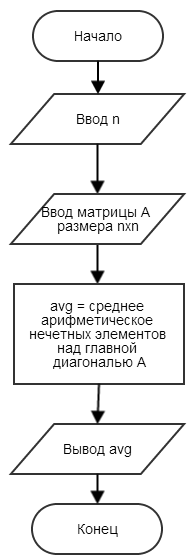 Начало
Ввод n
Ввод матрицы A
размера nxn
avg = среднее
арифметическое
нечетных элементов
над главной
диагональю A
Вывод avg
Конец